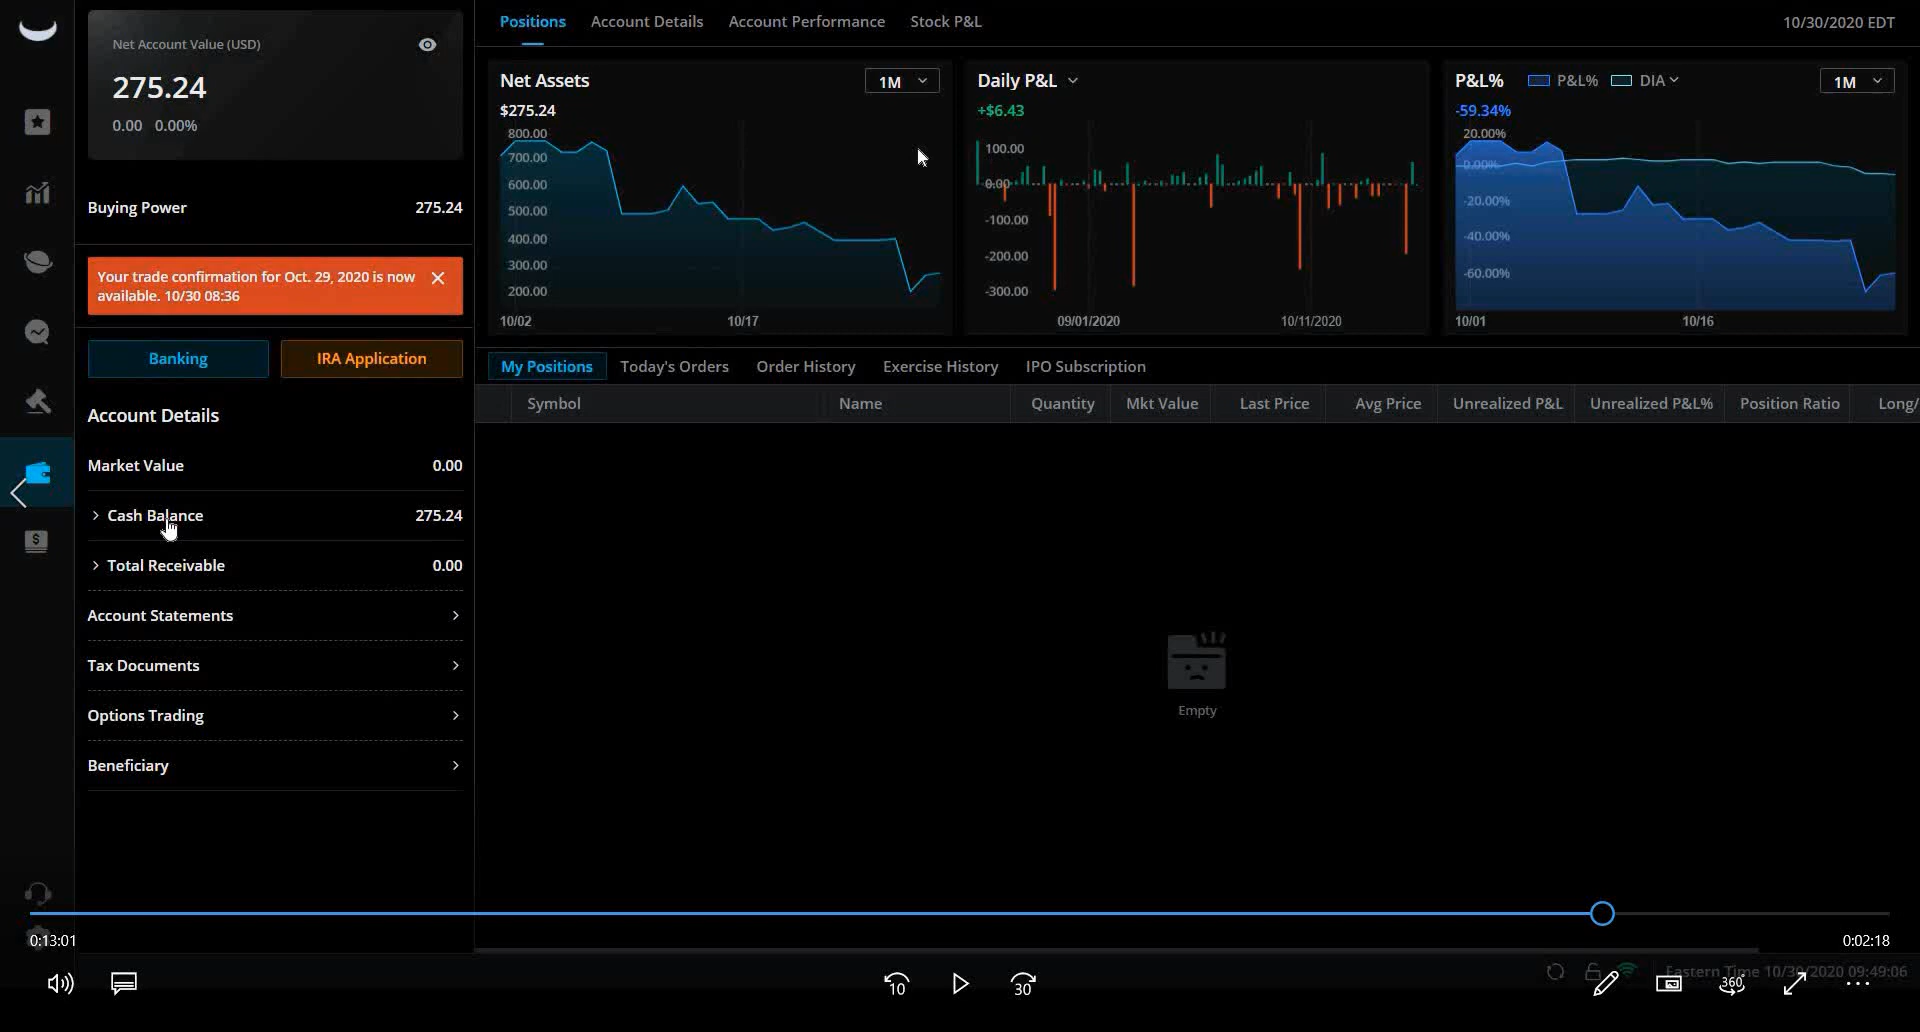 Net Account Value (USD)
275.24
0.00 0.00%
Buying Power 275.24
Your trade confirmation for Oct. 29, 2020 is now
available. 10/30 08:36
Banking IRA Application
Account Details
Market Value 0.00
Cash Balance 275.24
Total Receivable 0.00
Account Statements
Tax Documents
Options Trading
Beneficiary
Positions Account Details Account Performance Stock P&L 10/30/2020 EDT
Net Assets 1M
$275.24
800.00
700.00
600.00
500.00
400.00
300.00
200.00
10/02 10/17
Daily P&L
+$6.43
100.00
0.00
-100.00
-200.00
-300.00
09/01/2020 10/11/2020
P&L% P&L% DIA 1M
-59.34%
20.00%
0.00%
-20.00%
-40.00%
-60.00%
10/01 10/16
My Positions Today's Orders Order History Exercise History IPO Subscription
Symbol Name Quantity Mkt Value Last Price Avg Price Unrealized P&L Unrealized P&L% Position Ratio Long/
Empty
0:13:01 0:02:18
Eastern Time 10/30/2020 09:49:06
10 30 360